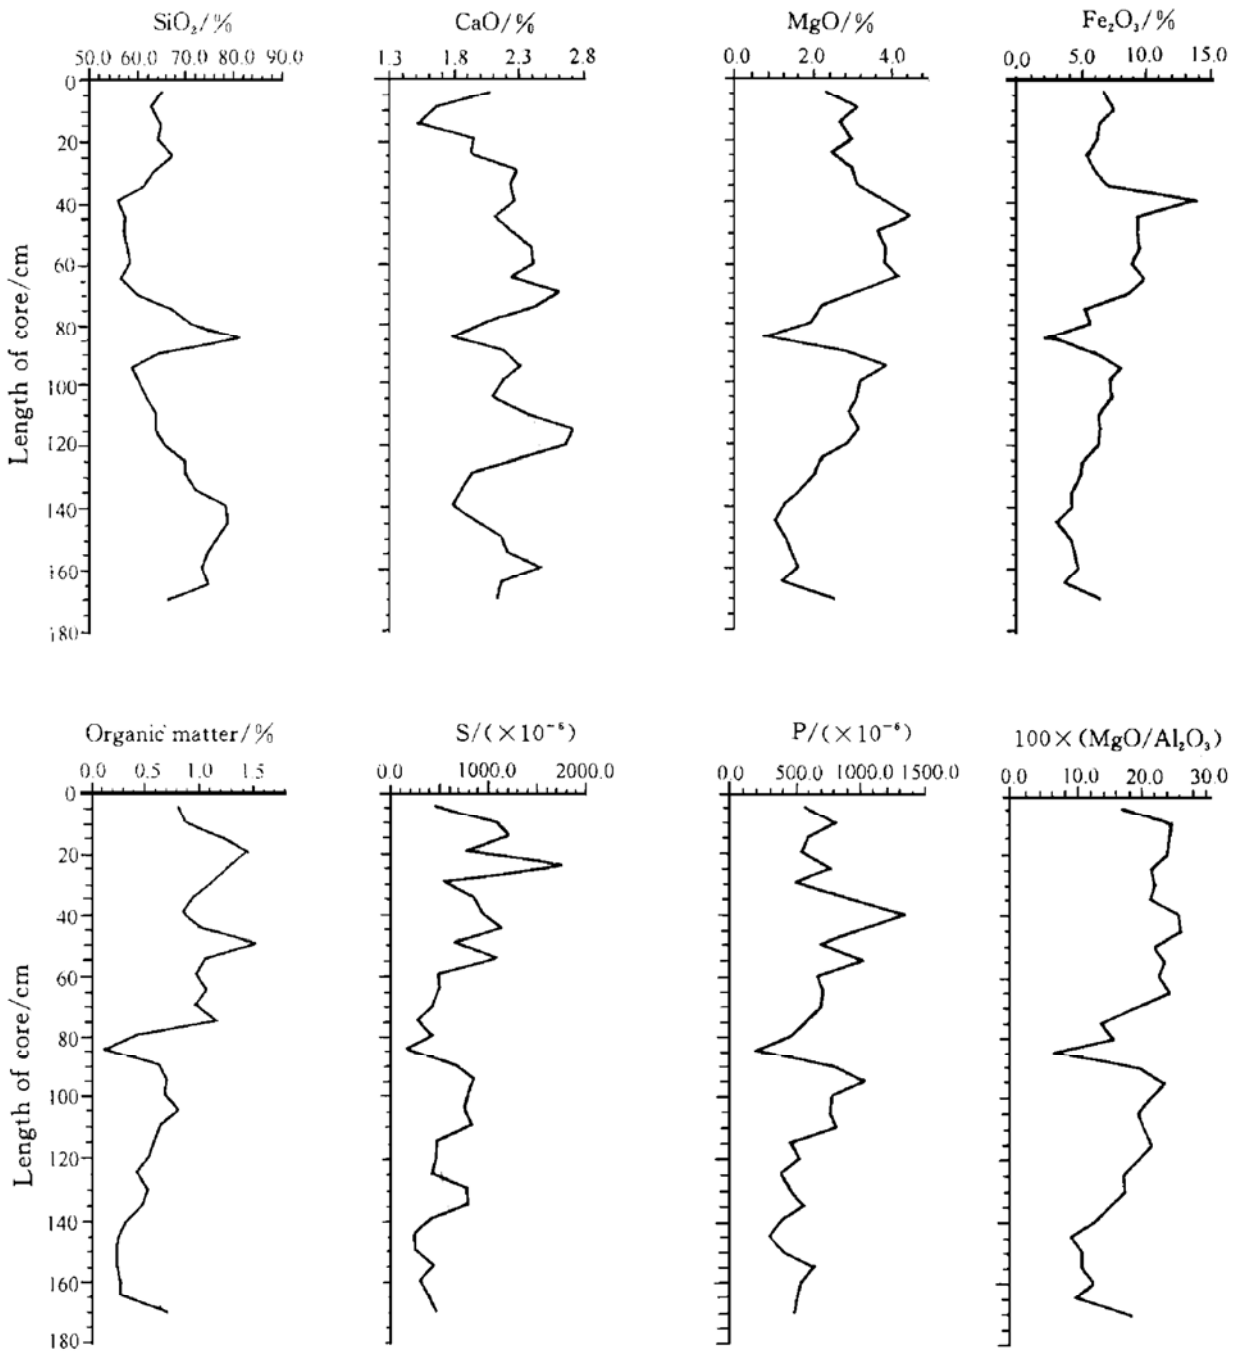 SiO₂/%
CaO/%
MgO/%
Fe₂O₃/%
50.0 60.0 70.0 80.0 90.0
1.3 1.8 2.3 2.8
0.0 2.0 4.0
0.0 5.0 10.0 15.0
0
20
40
60
80
100
120
140
160
180
Length of core/cm
Organic matter/%
S/(×10⁻⁶)
P/(×10⁻⁶)
100×(MgO/Al₂O₃)
0.0 0.5 1.0 1.5
0.0 1000.0 2000.0
0.0 500.0 1000.0 1500.0
0.0 10.0 20.0 30.0
0
20
40
60
80
100
120
140
160
180
Length of core/cm